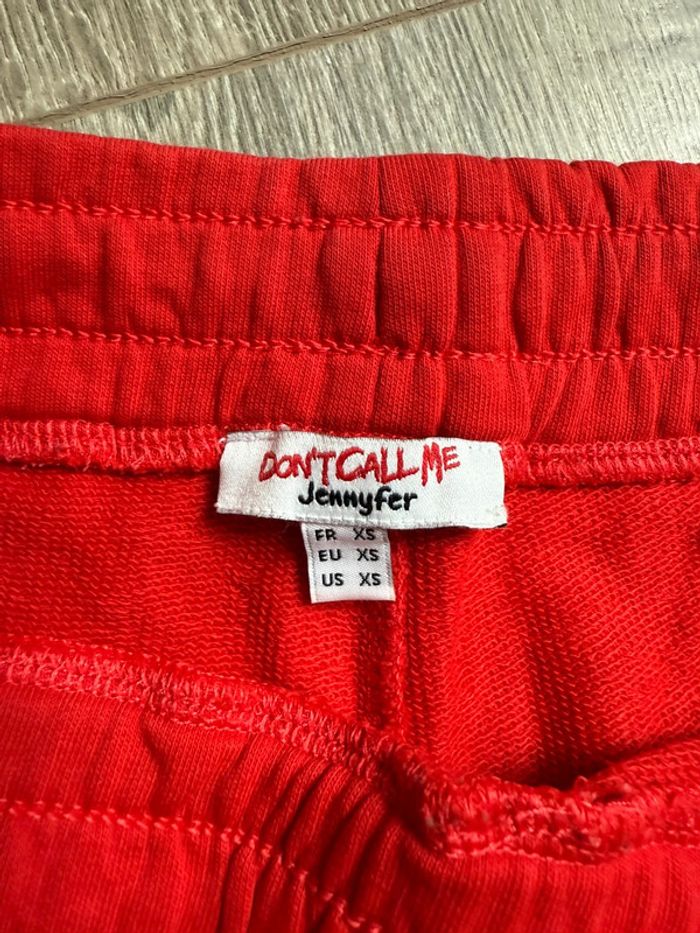 DON'T CALL ME
Jennyfer
FR XS
EU XS
US XS